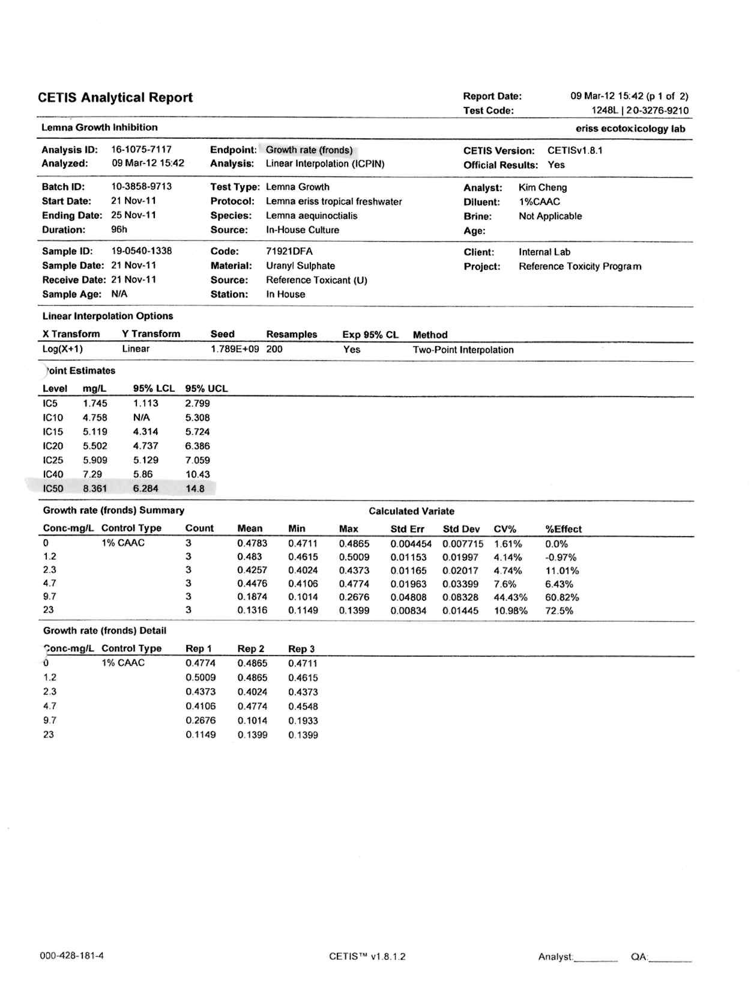 CETIS Analytical Report
Report Date: 09 Mar-12 15:42 (p 1 of 2)
Test Code: 1248L | 20-3276-9210
Lemna Growth Inhibition eriss ecotoxicology lab
Analysis ID: 16-1075-7117 Endpoint: Growth rate (fronds) CETIS Version: CETISv1.8.1
Analyzed: 09 Mar-12 15:42 Analysis: Linear Interpolation (ICPIN) Official Results: Yes
Batch ID: 10-3858-9713 Test Type: Lemna Growth Analyst: Kim Cheng
Start Date: 21 Nov-11 Protocol: Lemna eriss tropical freshwater Diluent: 1%CAAC
Ending Date: 25 Nov-11 Species: Lemna aequinoctialis Brine: Not Applicable
Duration: 96h Source: In-House Culture Age:
Sample ID: 19-0540-1338 Code: 71921DFA Client: Internal Lab
Sample Date: 21 Nov-11 Material: Uranyl Sulphate Project: Reference Toxicity Program
Receive Date: 21 Nov-11 Source: Reference Toxicant (U)
Sample Age: N/A Station: In House
Linear Interpolation Options
X Transform Y Transform Seed Resamples Exp 95% CL Method
Log(X+1) Linear 1.789E+09 200 Yes Two-Point Interpolation
oint Estimates
Level mg/L 95% LCL 95% UCL
IC5 1.745 1.113 2.799
IC10 4.758 N/A 5.308
IC15 5.119 4.314 5.724
IC20 5.502 4.737 6.386
IC25 5.909 5.129 7.059
IC40 7.29 5.86 10.43
IC50 8.361 6.284 14.8
Growth rate (fronds) Summary Calculated Variate
Conc-mg/L Control Type Count Mean Min Max Std Err Std Dev CV% %Effect
0 1% CAAC 3 0.4783 0.4711 0.4865 0.004454 0.007715 1.61% 0.0%
1.2 3 0.483 0.4615 0.5009 0.01153 0.01997 4.14% -0.97%
2.3 3 0.4257 0.4024 0.4373 0.01165 0.02017 4.74% 11.01%
4.7 3 0.4476 0.4106 0.4774 0.01963 0.03399 7.6% 6.43%
9.7 3 0.1874 0.1014 0.2676 0.04808 0.08328 44.43% 60.82%
23 3 0.1316 0.1149 0.1399 0.00834 0.01445 10.98% 72.5%
Growth rate (fronds) Detail
Conc-mg/L Control Type Rep 1 Rep 2 Rep 3
0 1% CAAC 0.4774 0.4865 0.4711
1.2 0.5009 0.4865 0.4615
2.3 0.4373 0.4024 0.4373
4.7 0.4106 0.4774 0.4548
9.7 0.2676 0.1014 0.1933
23 0.1149 0.1399 0.1399
000-428-181-4 CETIS™ v1.8.1.2 Analyst: QA: